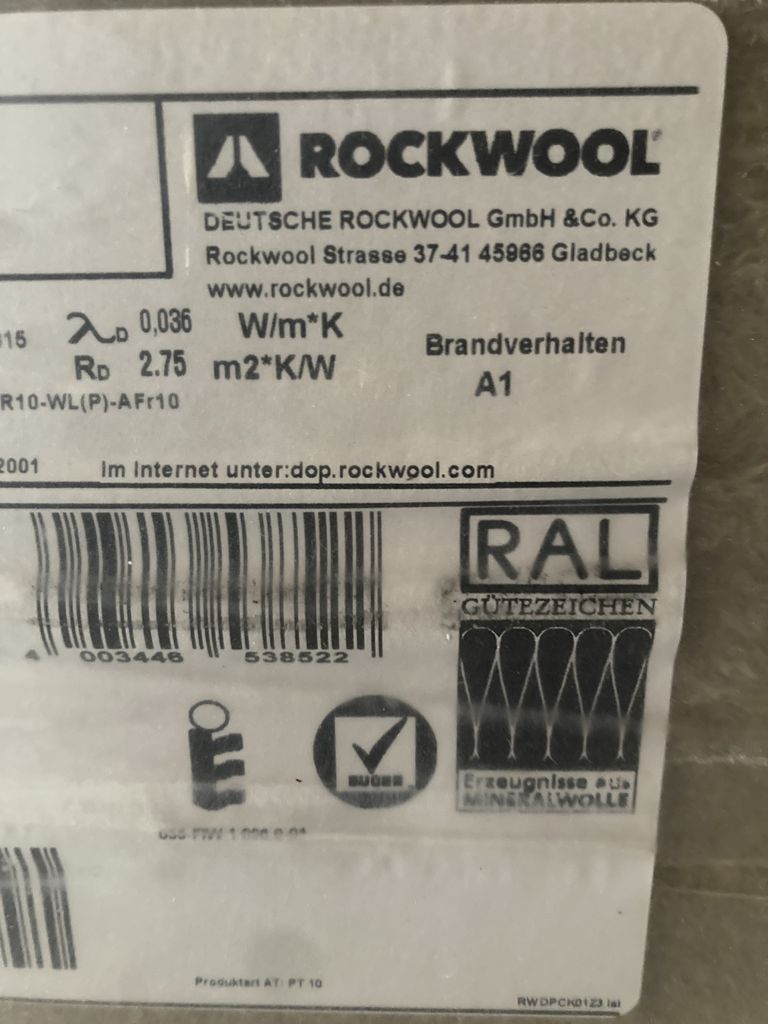 ROCKWOOL
DEUTSCHE ROCKWOOL GmbH &Co. KG
Rockwool Strasse 37-41 45966 Gladbeck
www.rockwool.de
λD 0,036 W/m*K
RD 2.75 m2*K/W
Brandverhalten
A1
R10-WL(P)-AFr10
2001 Im Internet unter:dop.rockwool.com
4 003446 538522
RAL
GÜTEZEICHEN
Erzeugnisse aus
MINERALWOLLE
Produktart AT: PT 10
RWDPCK0123.lal